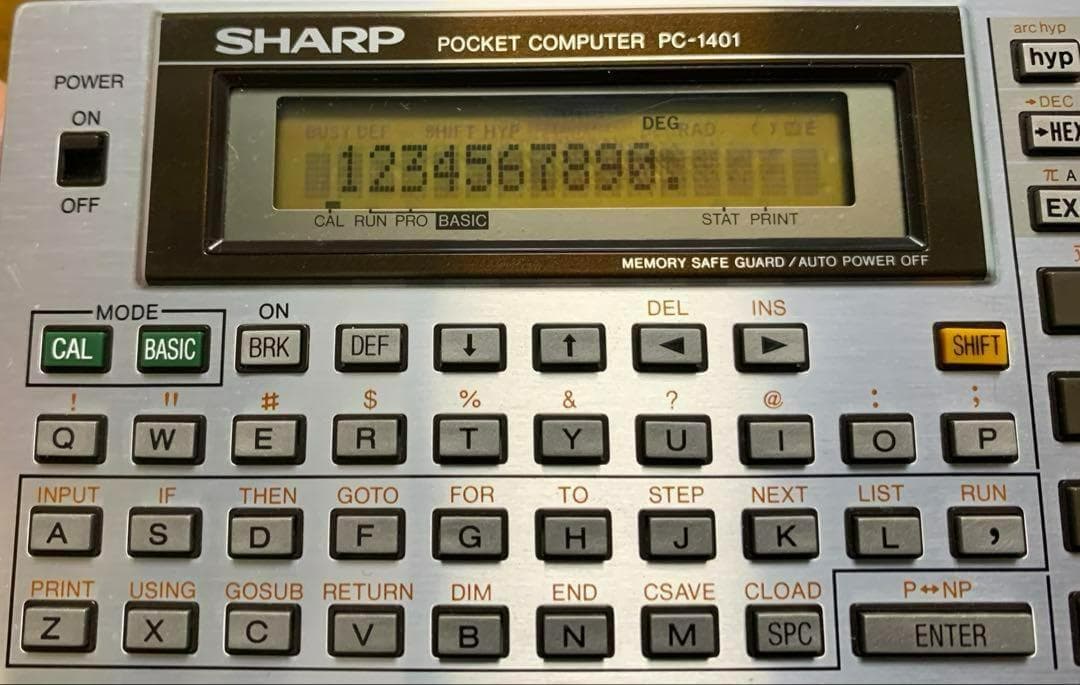 SHARP POCKET COMPUTER PC-1401
POWER
ON
OFF
DEG
1234567890.
CAL RUN PRO BASIC STAT PRINT
MEMORY SAFE GUARD / AUTO POWER OFF
arc hyp
hyp
→DEC
→HEX
π A
EX
MODE ON DEL INS
CAL BASIC BRK DEF ↓ ↑ ◄ ► SHIFT
! " # $ % & ? @ : ;
Q W E R T Y U I O P
INPUT IF THEN GOTO FOR TO STEP NEXT LIST RUN
A S D F G H J K L ,
PRINT USING GOSUB RETURN DIM END CSAVE CLOAD P↔NP
Z X C V B N M SPC ENTER